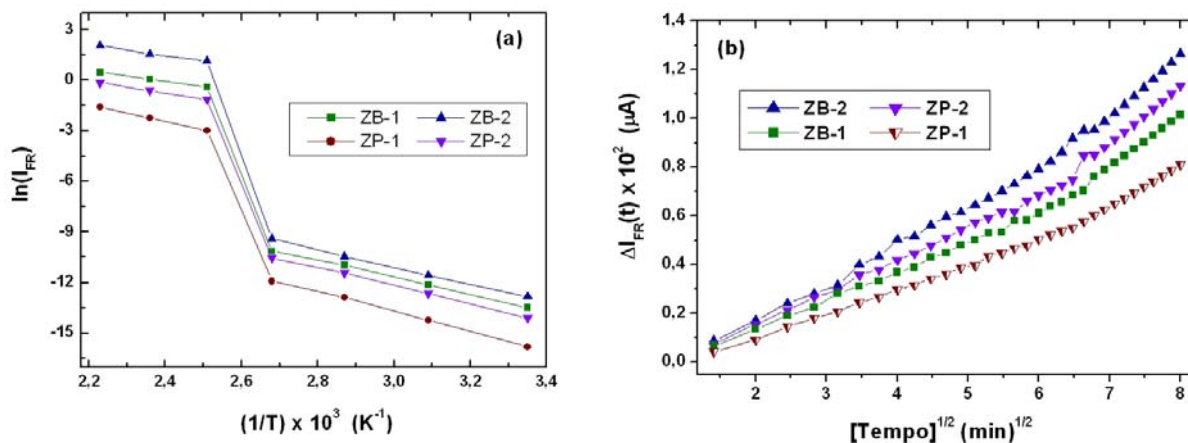 (a)
3
0
-3
-6
-9
-12
-15
ln(I_FR)
ZB-1 ZB-2
ZP-1 ZP-2
2,2 2,4 2,6 2,8 3,0 3,2 3,4
(1/T) x 10³ (K⁻¹)
(b)
1,4
1,2
1,0
0,8
0,6
0,4
0,2
0,0
ΔI_FR(t) x 10² (μA)
ZB-2 ZP-2
ZB-1 ZP-1
2 3 4 5 6 7 8
[Tempo]^1/2 (min)^1/2